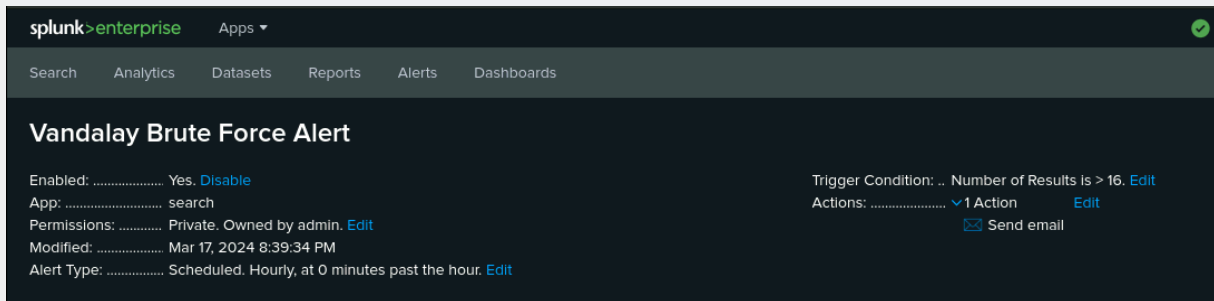 splunk>enterprise Apps
Search Analytics Datasets Reports Alerts Dashboards
Vandalay Brute Force Alert
Enabled: ................... Yes. Disable
App: ........................... search
Permissions: ............ Private. Owned by admin. Edit
Modified: ................... Mar 17, 2024 8:39:34 PM
Alert Type: ................ Scheduled. Hourly, at 0 minutes past the hour. Edit
Trigger Condition: .. Number of Results is > 16. Edit
Actions: ..................... 1 Action Edit
Send email